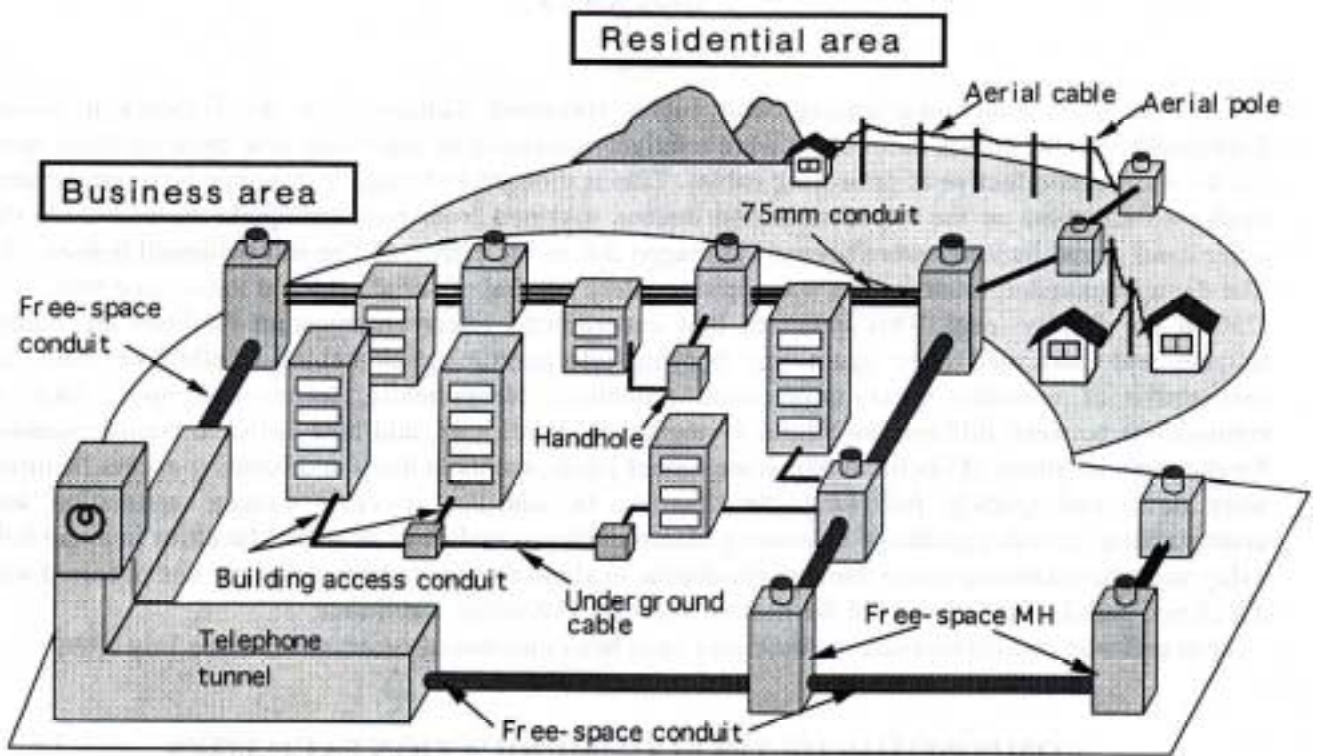 Residential area
Aerial cable
Aerial pole
Business area
75mm conduit
Free-space
conduit
Handhole
Building access conduit
Underground
cable
Free-space MH
Telephone
tunnel
Free-space conduit